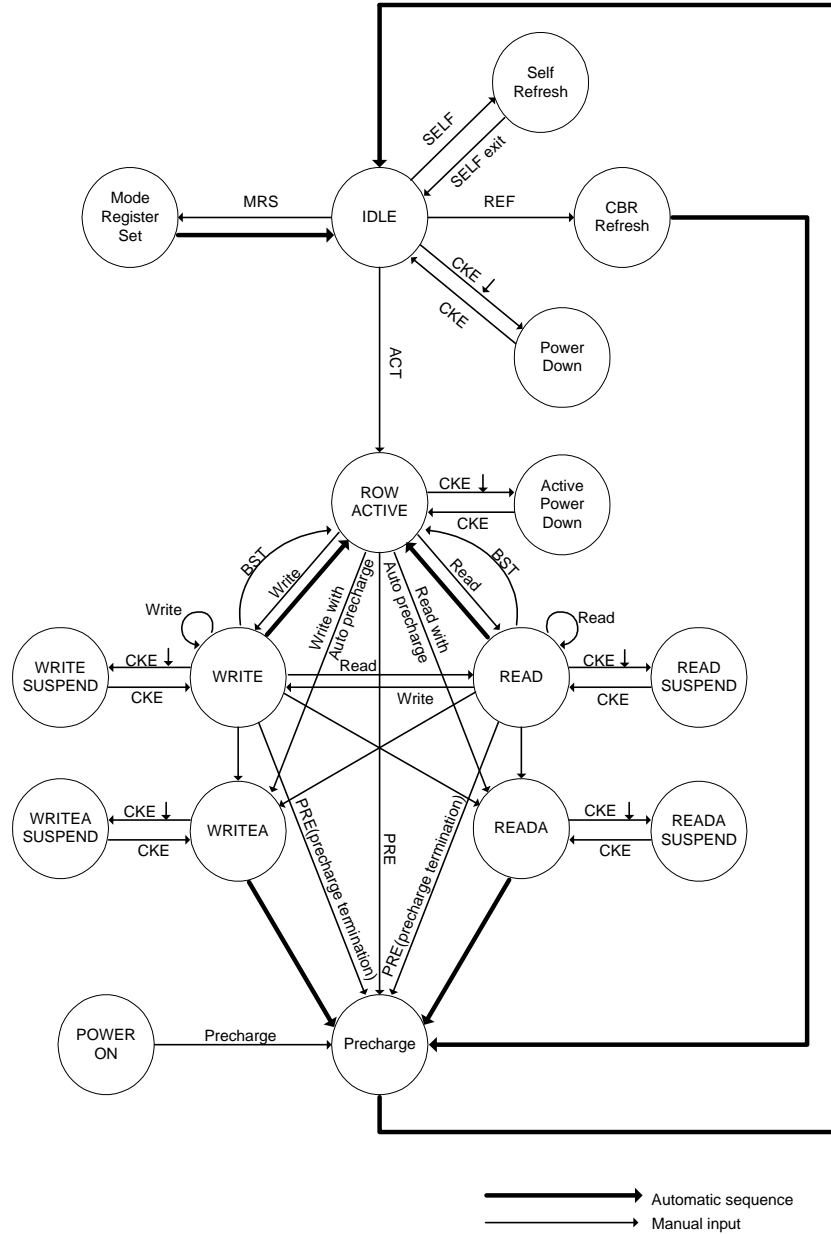 Self
Refresh
SELF
SELF exit
Mode
Register
Set
MRS
IDLE
REF
CBR
Refresh
CKE
CKE
Power
Down
ACT
ROW
ACTIVE
CKE
CKE
Active
Power
Down
BST
Write
Write with
Auto precharge
Auto precharge
Read with
Read
BST
Write
Read
WRITE
SUSPEND
CKE
CKE
WRITE
Read
Write
READ
CKE
CKE
READ
SUSPEND
WRITEA
SUSPEND
CKE
CKE
WRITEA
PRE(precharge termination)
PRE
PRE(precharge termination)
READA
CKE
CKE
READA
SUSPEND
POWER
ON
Precharge
Precharge
Automatic sequence
Manual input